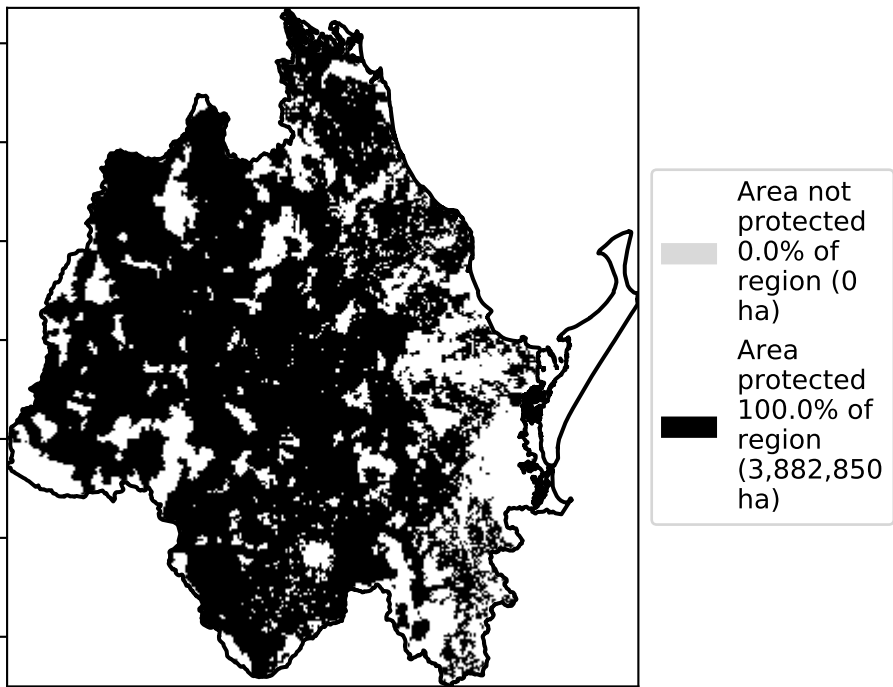 Area not
protected
0.0% of
region (0
ha)
Area
protected
100.0% of
region
(3,882,850
ha)